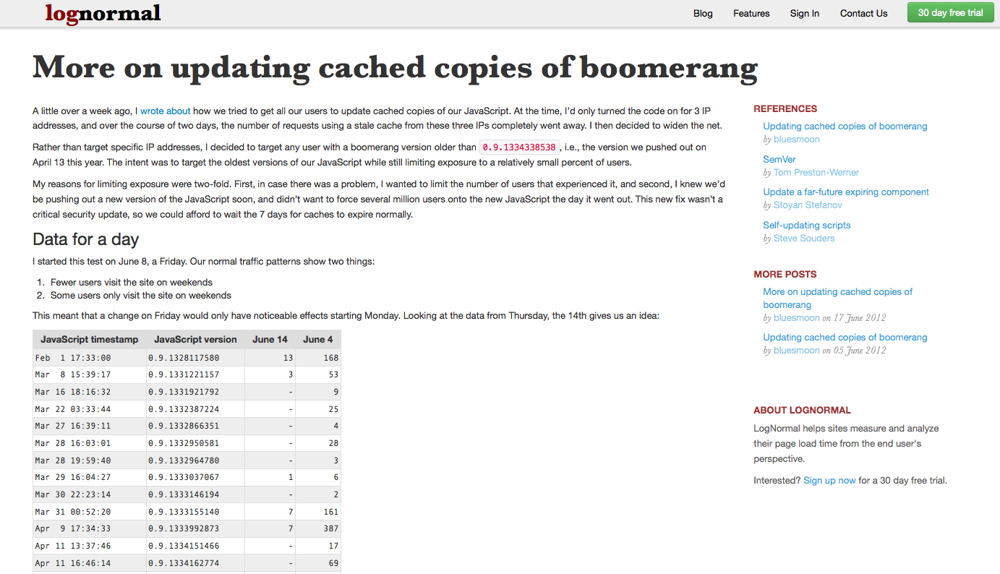 lognormal
Blog Features Sign In Contact Us 30 day free trial
More on updating cached copies of boomerang
A little over a week ago, I wrote about how we tried to get all our users to update cached copies of our JavaScript. At the time, I'd only turned the code on for 3 IP
addresses, and over the course of two days, the number of requests using a stale cache from these three IPs completely went away. I then decided to widen the net.
Rather than target specific IP addresses, I decided to target any user with a boomerang version older than 0.9.1334338538, i.e., the version we pushed out on
April 13 this year. The intent was to target the oldest versions of our JavaScript while still limiting exposure to a relatively small percent of users.
My reasons for limiting exposure were two-fold. First, in case there was a problem, I wanted to limit the number of users that experienced it, and second, I knew we'd
be pushing out a new version of the JavaScript soon, and didn't want to force several million users onto the new JavaScript the day it went out. This new fix wasn't a
critical security update, so we could afford to wait the 7 days for caches to expire normally.
Data for a day
I started this test on June 8, a Friday. Our normal traffic patterns show two things:
1. Fewer users visit the site on weekends
2. Some users only visit the site on weekends
This meant that a change on Friday would only have noticeable effects starting Monday. Looking at the data from Thursday, the 14th gives us an idea:
JavaScript timestamp JavaScript version June 14 June 4
Feb 1 17:33:00 0.9.1328117580 13 168
Mar 8 15:39:17 0.9.1331221157 3 53
Mar 16 18:16:32 0.9.1331921792 - 9
Mar 22 03:33:44 0.9.1332387224 - 25
Mar 27 16:39:11 0.9.1332866351 - 4
Mar 28 16:03:01 0.9.1332950581 - 28
Mar 28 19:59:40 0.9.1332964780 - 3
Mar 29 16:04:27 0.9.1333037067 1 6
Mar 30 22:23:14 0.9.1333146194 - 2
Mar 31 00:52:20 0.9.1333155140 7 161
Apr 9 17:34:33 0.9.1333992873 7 387
Apr 11 13:37:46 0.9.1334151466 - 17
Apr 11 16:46:14 0.9.1334162774 - 69
REFERENCES
Updating cached copies of boomerang
by bluesmoon
SemVer
by Tom Preston-Werner
Update a far-future expiring component
by Stoyan Stefanov
Self-updating scripts
by Steve Souders
MORE POSTS
More on updating cached copies of
boomerang
by bluesmoon on 17 June 2012
Updating cached copies of boomerang
by bluesmoon on 05 June 2012
ABOUT LOGNORMAL
LogNormal helps sites measure and analyze
their page load time from the end user's
perspective.
Interested? Sign up now for a 30 day free trial.